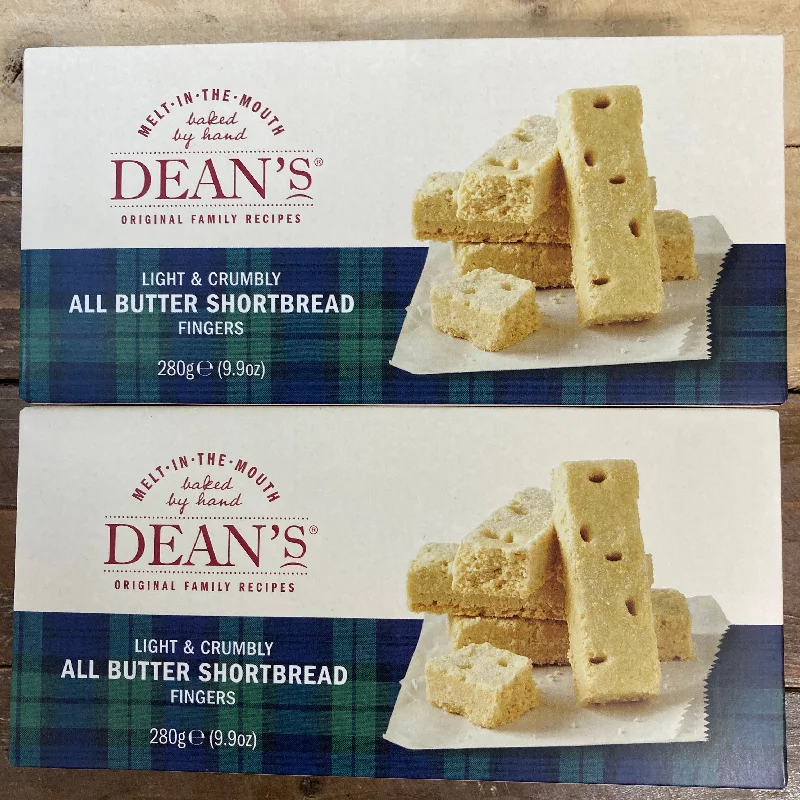 MELT·IN·THE·MOUTH
baked
by hand
DEAN'S®
ORIGINAL FAMILY RECIPES
LIGHT & CRUMBLY
ALL BUTTER SHORTBREAD
FINGERS
280g℮ (9.9oz)
MELT·IN·THE·MOUTH
baked
by hand
DEAN'S®
ORIGINAL FAMILY RECIPES
LIGHT & CRUMBLY
ALL BUTTER SHORTBREAD
FINGERS
280g℮ (9.9oz)